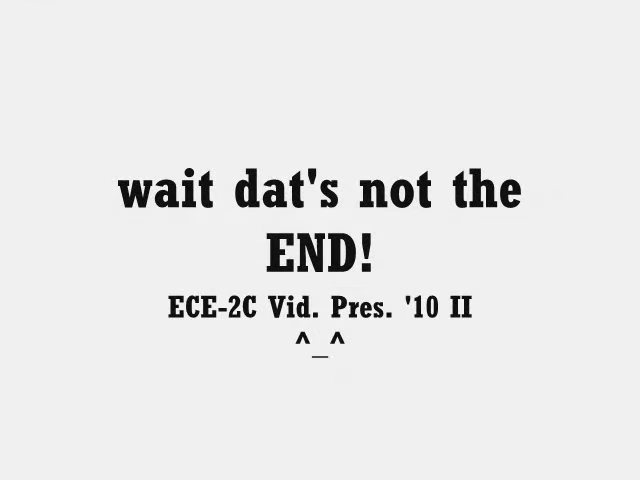 wait dat's not the
END!
ECE-2C Vid. Pres. '10 II
^_^